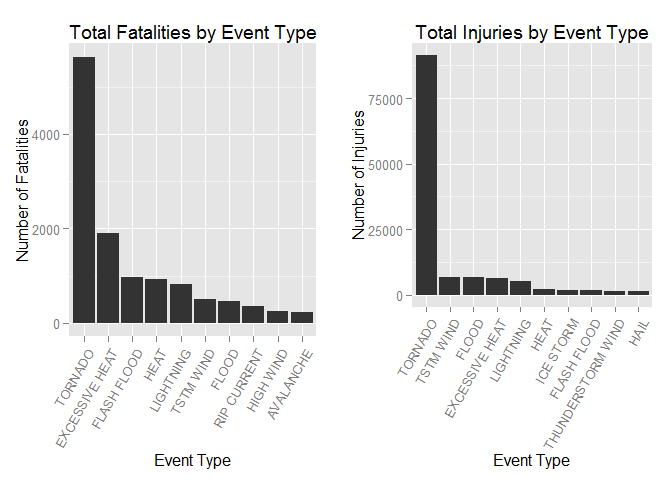 Total Fatalities by Event Type
Number of Fatalities
4000
2000
0
TORNADO
EXCESSIVE HEAT
FLASH FLOOD
HEAT
LIGHTNING
TSTM WIND
FLOOD
RIP CURRENT
HIGH WIND
AVALANCHE
Event Type
Total Injuries by Event Type
Number of Injuries
75000
50000
25000
0
TORNADO
TSTM WIND
FLOOD
EXCESSIVE HEAT
LIGHTNING
HEAT
ICE STORM
FLASH FLOOD
THUNDERSTORM WIND
HAIL
Event Type